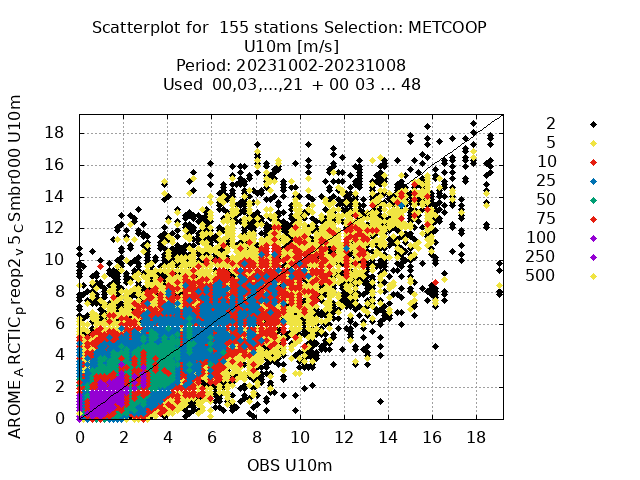 Scatterplot for  155 stations Selection: METCOOP
U10m [m/s]
Period: 20231002-20231008
Used  00,03,...,21  + 00 03 ... 48
AROME_ARCTIC_preop2_v 5_CSmbr000 U10m
18
16
14
12
10
8
6
4
2
0
0 2 4 6 8 10 12 14 16 18
OBS U10m
2
5
10
25
50
75
100
250
500